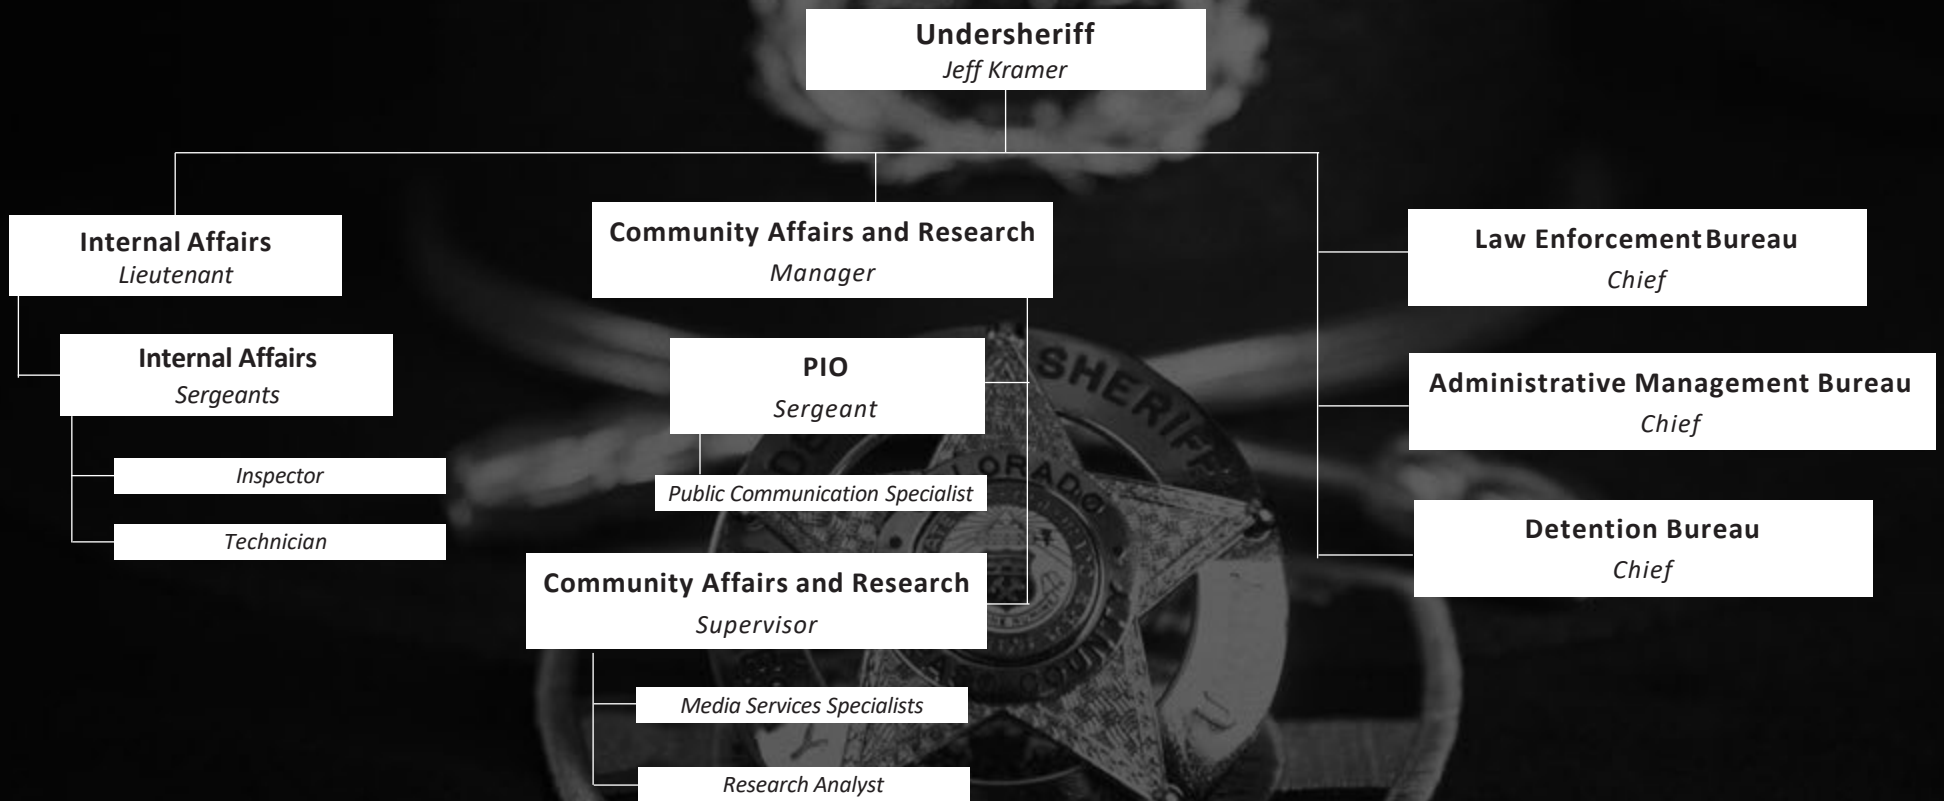 Undersheriff
Jeff Kramer
Internal Affairs
Lieutenant
Internal Affairs
Sergeants
Inspector
Technician
Community Affairs and Research
Manager
PIO
Sergeant
Public Communication Specialist
Community Affairs and Research
Supervisor
Media Services Specialists
Research Analyst
Law Enforcement Bureau
Chief
Administrative Management Bureau
Chief
Detention Bureau
Chief
SHERIFF
COUNTY